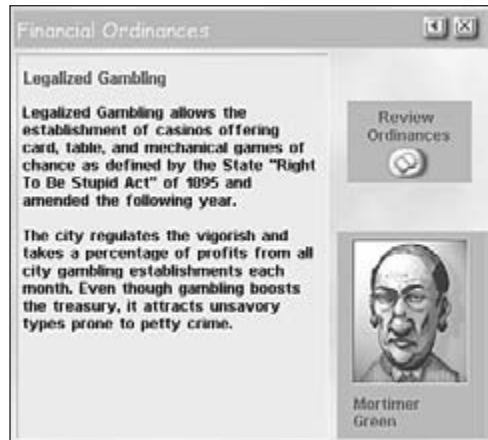 Financial Ordinances
Legalized Gambling
Legalized Gambling allows the
establishment of casinos offering
card, table, and mechanical games of
chance as defined by the State "Right
To Be Stupid Act" of 1895 and
amended the following year.
The city regulates the vigorish and
takes a percentage of profits from all
city gambling establishments each
month. Even though gambling boosts
the treasury, it attracts unsavory
types prone to petty crime.
Review
Ordinances
Mortimer
Green